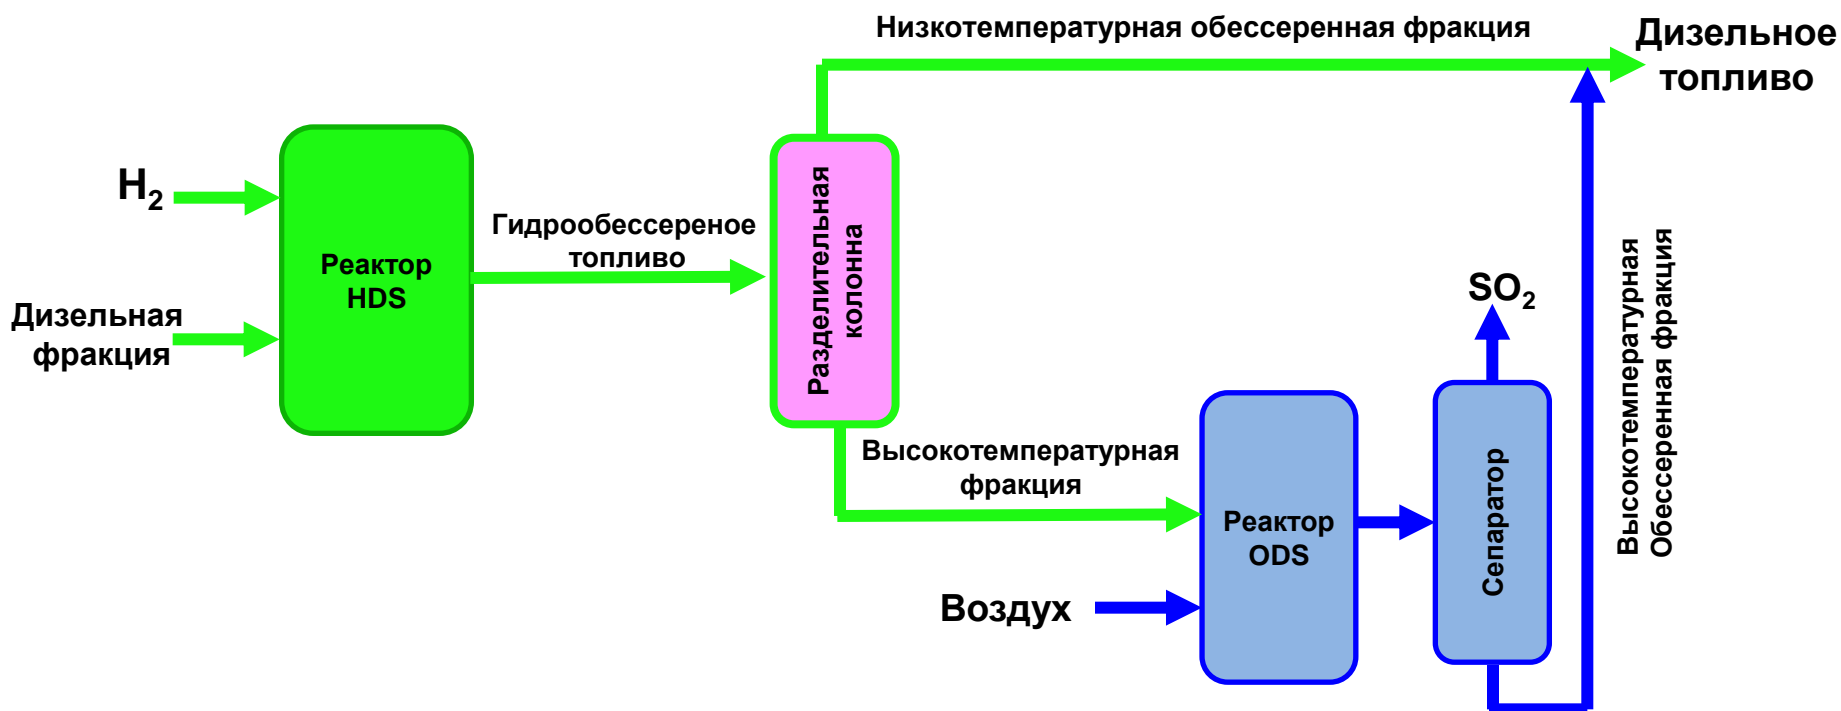 Низкотемпературная обессеренная фракция
Дизельное
топливо
H₂
Реактор
HDS
Дизельная
фракция
Гидрообессереное
топливо
Разделительная
колонна
Высокотемпературная
фракция
Воздух
Реактор
ODS
Сепаратор
SO₂
Высокотемпературная
Обессеренная фракция